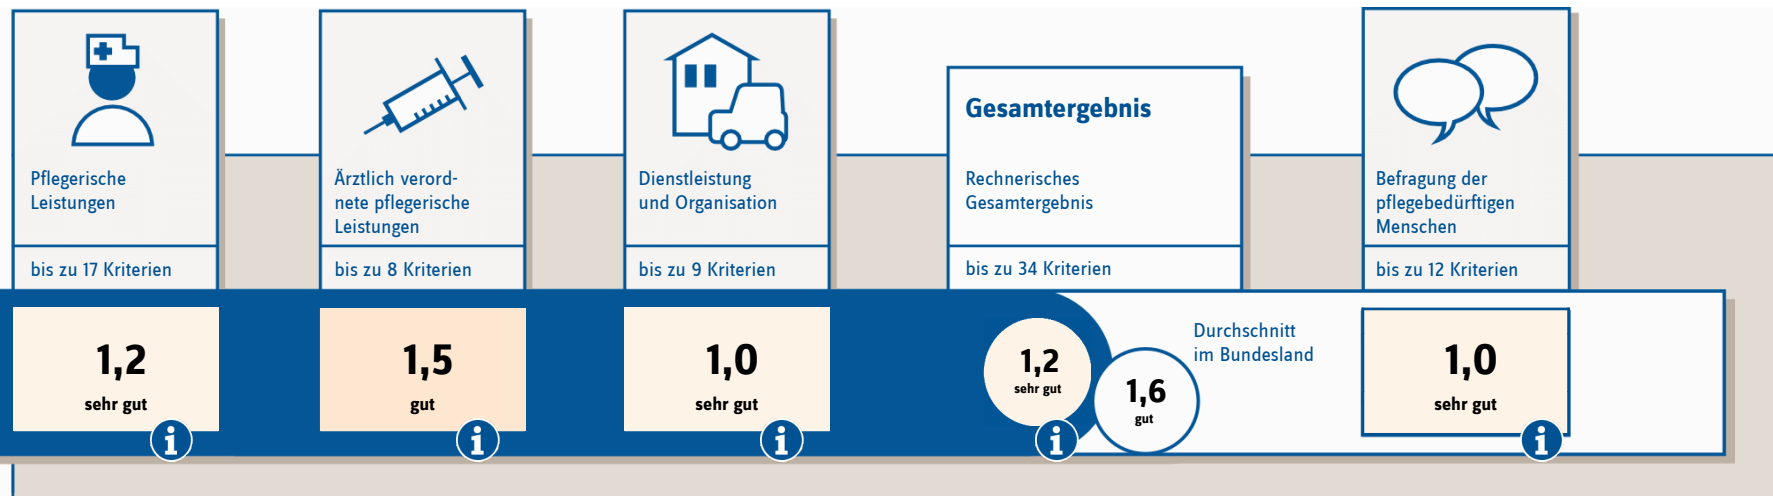 Pflegerische
Leistungen
bis zu 17 Kriterien
1,2
sehr gut
i
Ärztlich verord-
nete pflegerische
Leistungen
bis zu 8 Kriterien
1,5
gut
i
Dienstleistung
und Organisation
bis zu 9 Kriterien
1,0
sehr gut
i
Gesamtergebnis
Rechnerisches
Gesamtergebnis
bis zu 34 Kriterien
1,2
sehr gut
i
1,6
gut
Durchschnitt
im Bundesland
Befragung der
pflegebedürftigen
Menschen
bis zu 12 Kriterien
1,0
sehr gut
i